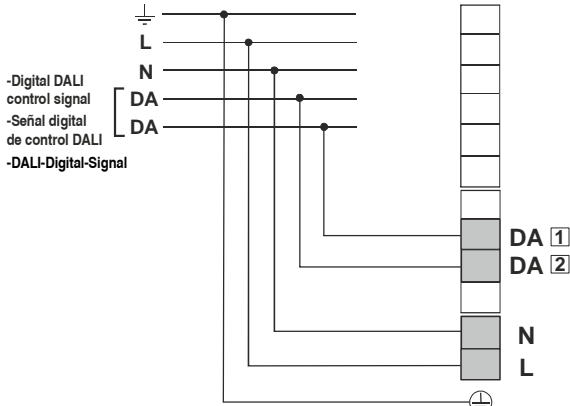 L
N
-Digital DALI
control signal
DA
-Señal digital
de control DALI
DA
-DALI-Digital-Signal
DA 1
DA 2
N
L